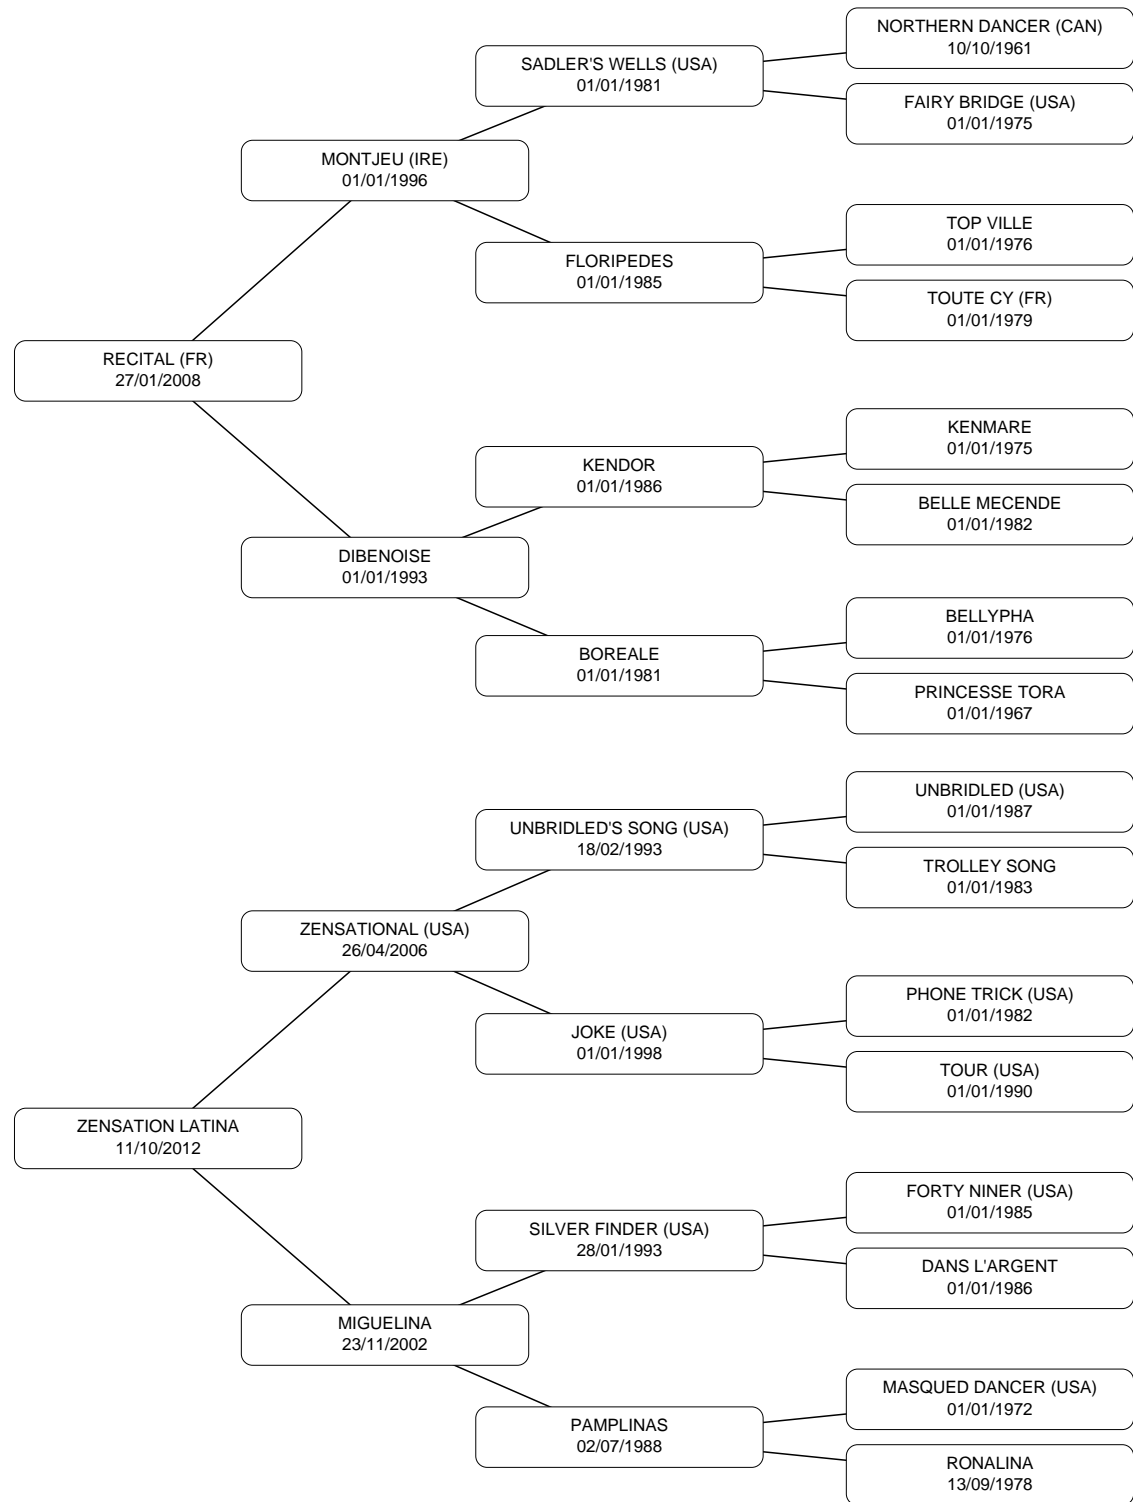 NORTHERN DANCER (CAN)
10/10/1961
SADLER'S WELLS (USA)
01/01/1981
FAIRY BRIDGE (USA)
01/01/1975
MONTJEU (IRE)
01/01/1996
TOP VILLE
01/01/1976
FLORIPEDES
01/01/1985
TOUTE CY (FR)
01/01/1979
RECITAL (FR)
27/01/2008
KENMARE
01/01/1975
KENDOR
01/01/1986
BELLE MECENDE
01/01/1982
DIBENOISE
01/01/1993
BELLYPHA
01/01/1976
BOREALE
01/01/1981
PRINCESSE TORA
01/01/1967
UNBRIDLED (USA)
01/01/1987
UNBRIDLED'S SONG (USA)
18/02/1993
TROLLEY SONG
01/01/1983
ZENSATIONAL (USA)
26/04/2006
PHONE TRICK (USA)
01/01/1982
JOKE (USA)
01/01/1998
TOUR (USA)
01/01/1990
ZENSATION LATINA
11/10/2012
FORTY NINER (USA)
01/01/1985
SILVER FINDER (USA)
28/01/1993
DANS L'ARGENT
01/01/1986
MIGUELINA
23/11/2002
MASQUED DANCER (USA)
01/01/1972
PAMPLINAS
02/07/1988
RONALINA
13/09/1978